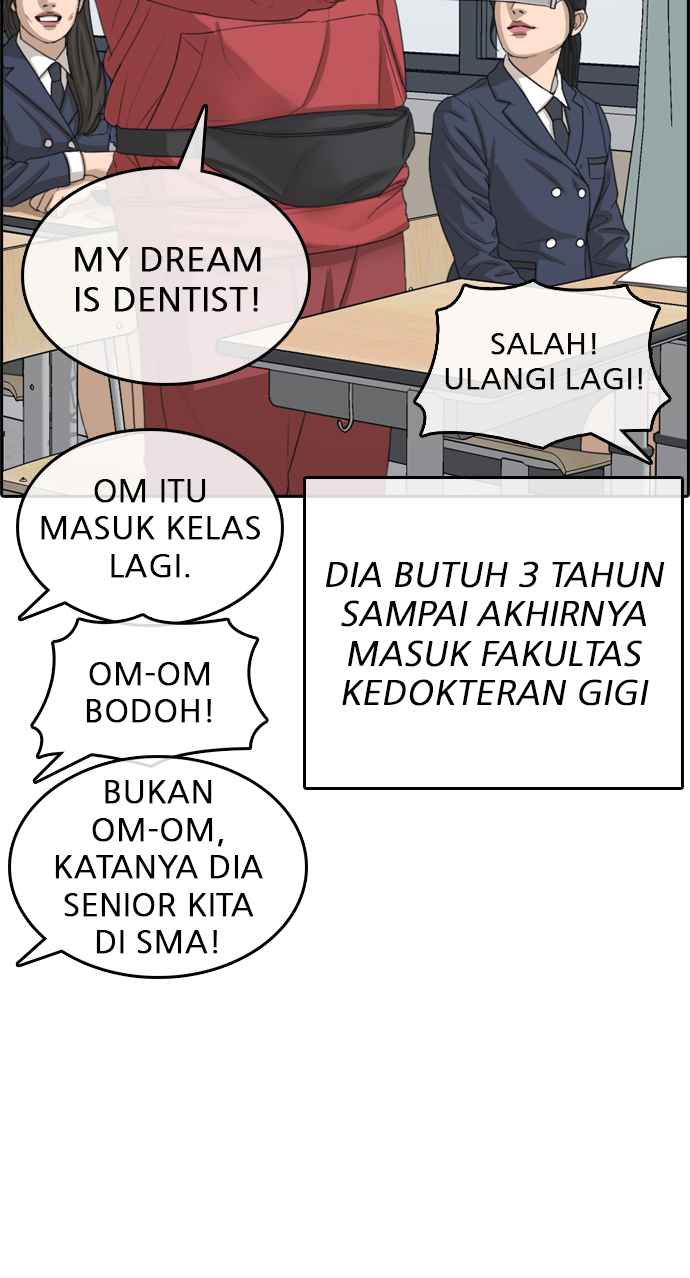 MY DREAM
IS DENTIST!
SALAH!
ULANGI LAGI!
OM ITU
MASUK KELAS
LAGI.
DIA BUTUH 3 TAHUN
SAMPAI AKHIRNYA
MASUK FAKULTAS
KEDOKTERAN GIGI
OM-OM
BODOH!
BUKAN
OM-OM,
KATANYA DIA
SENIOR KITA
DI SMA!